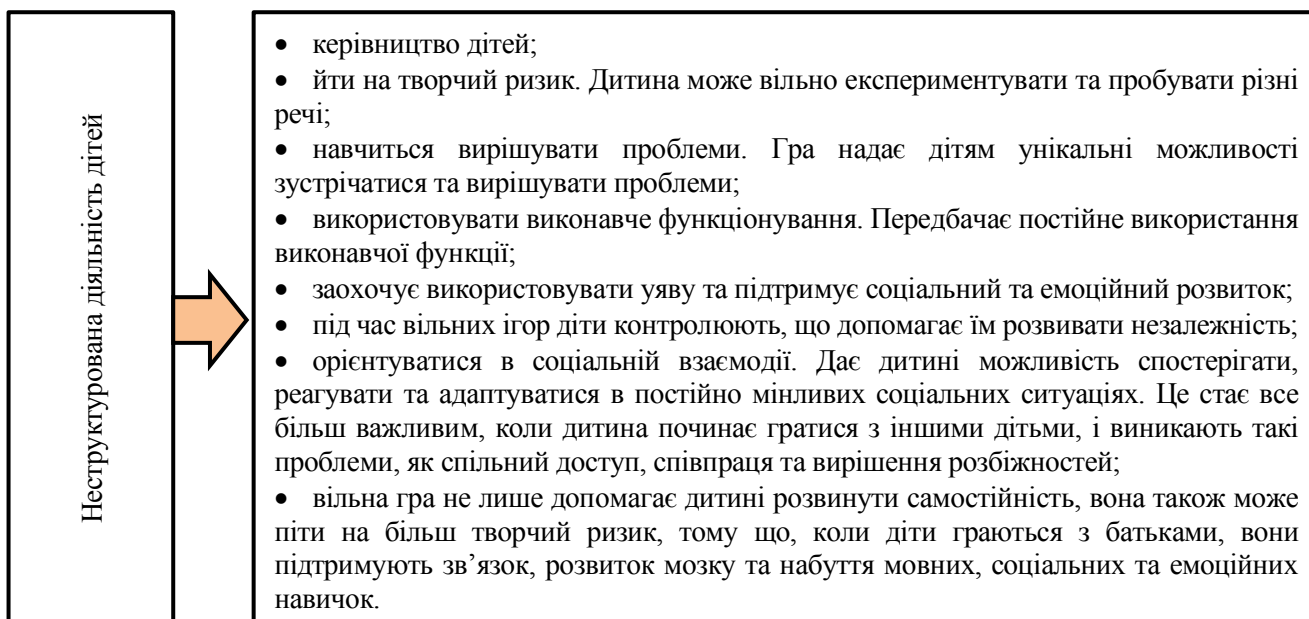 Неструктурована діяльність дітей
• керівництво дітей;
• йти на творчий ризик. Дитина може вільно експериментувати та пробувати різні
речі;
• навчиться вирішувати проблеми. Гра надає дітям унікальні можливості
зустрічатися та вирішувати проблеми;
• використовувати виконавче функціонування. Передбачає постійне використання
виконавчої функції;
• заохочує використовувати уяву та підтримує соціальний та емоційний розвиток;
• під час вільних ігор діти контролюють, що допомагає їм розвивати незалежність;
• орієнтуватися в соціальній взаємодії. Дає дитині можливість спостерігати,
реагувати та адаптуватися в постійно мінливих соціальних ситуаціях. Це стає все
більш важливим, коли дитина починає гратися з іншими дітьми, і виникають такі
проблеми, як спільний доступ, співпраця та вирішення розбіжностей;
• вільна гра не лише допомагає дитині розвинути самостійність, вона також може
піти на більш творчий ризик, тому що, коли діти граються з батьками, вони
підтримують зв’язок, розвиток мозку та набуття мовних, соціальних та емоційних
навичок.